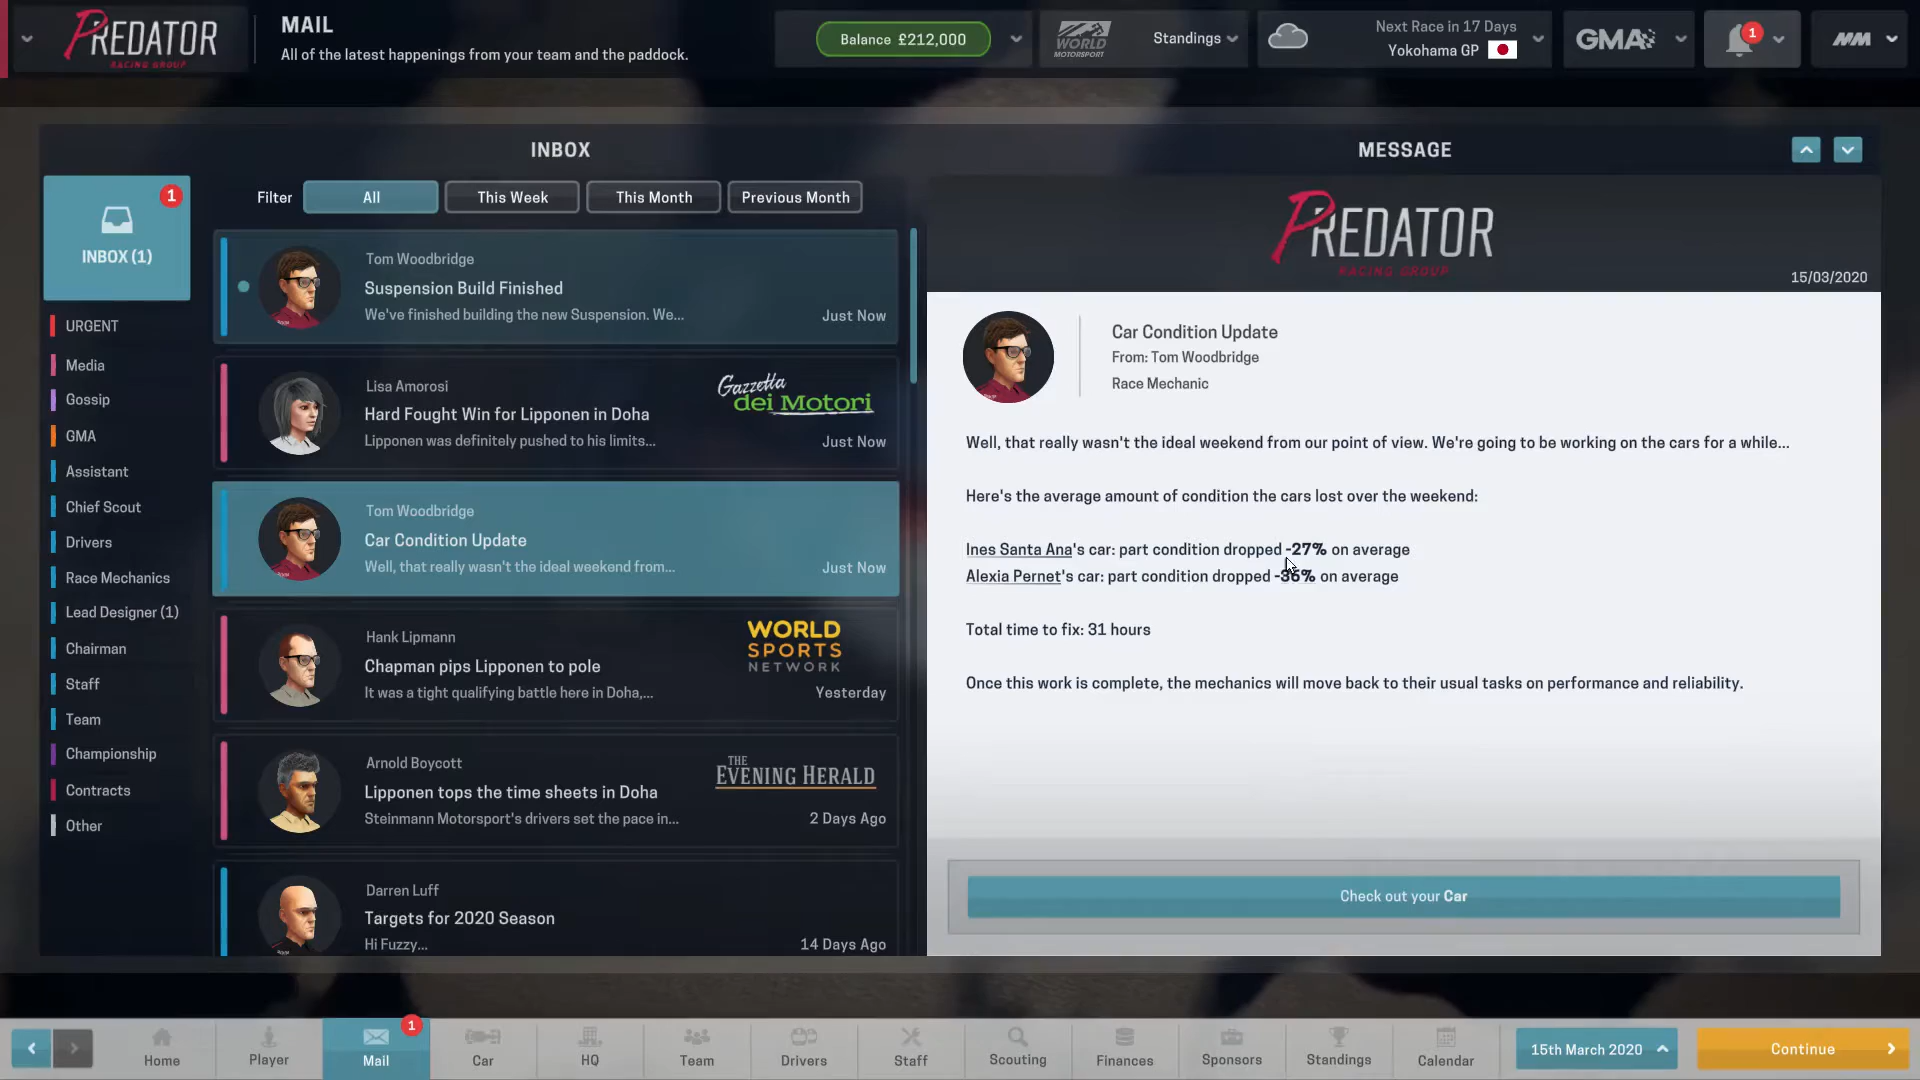 PREDATOR
RACING GROUP
MAIL
All of the latest happenings from your team and the paddock.
Balance £212,000
WORLD
MOTORSPORT
Standings
Next Race in 17 Days
Yokohama GP
GMA
1
MM
INBOX
MESSAGE
1
INBOX (1)
URGENT
Media
Gossip
GMA
Assistant
Chief Scout
Drivers
Race Mechanics
Lead Designer (1)
Chairman
Staff
Team
Championship
Contracts
Other
Filter
All
This Week
This Month
Previous Month
Tom Woodbridge
Suspension Build Finished
We've finished building the new Suspension. We...
Just Now
Lisa Amorosi
Hard Fought Win for Lipponen in Doha
Lipponen was definitely pushed to his limits...
Gazzetta
dei Motori
Just Now
Tom Woodbridge
Car Condition Update
Well, that really wasn't the ideal weekend from...
Just Now
Hank Lipmann
Chapman pips Lipponen to pole
It was a tight qualifying battle here in Doha,...
WORLD
SPORTS
NETWORK
Yesterday
Arnold Boycott
Lipponen tops the time sheets in Doha
Steinmann Motorsport's drivers set the pace in...
THE
EVENING HERALD
2 Days Ago
Darren Luff
Targets for 2020 Season
Hi Fuzzy...
14 Days Ago
PREDATOR
RACING GROUP
15/03/2020
Car Condition Update
From: Tom Woodbridge
Race Mechanic
Well, that really wasn't the ideal weekend from our point of view. We're going to be working on the cars for a while...
Here's the average amount of condition the cars lost over the weekend:
Ines Santa Ana's car: part condition dropped -27% on average
Alexia Pernet's car: part condition dropped -36% on average
Total time to fix: 31 hours
Once this work is complete, the mechanics will move back to their usual tasks on performance and reliability.
Check out your Car
Home
Player
Mail
1
Car
HQ
Team
Drivers
Staff
Scouting
Finances
Sponsors
Standings
Calendar
15th March 2020
Continue